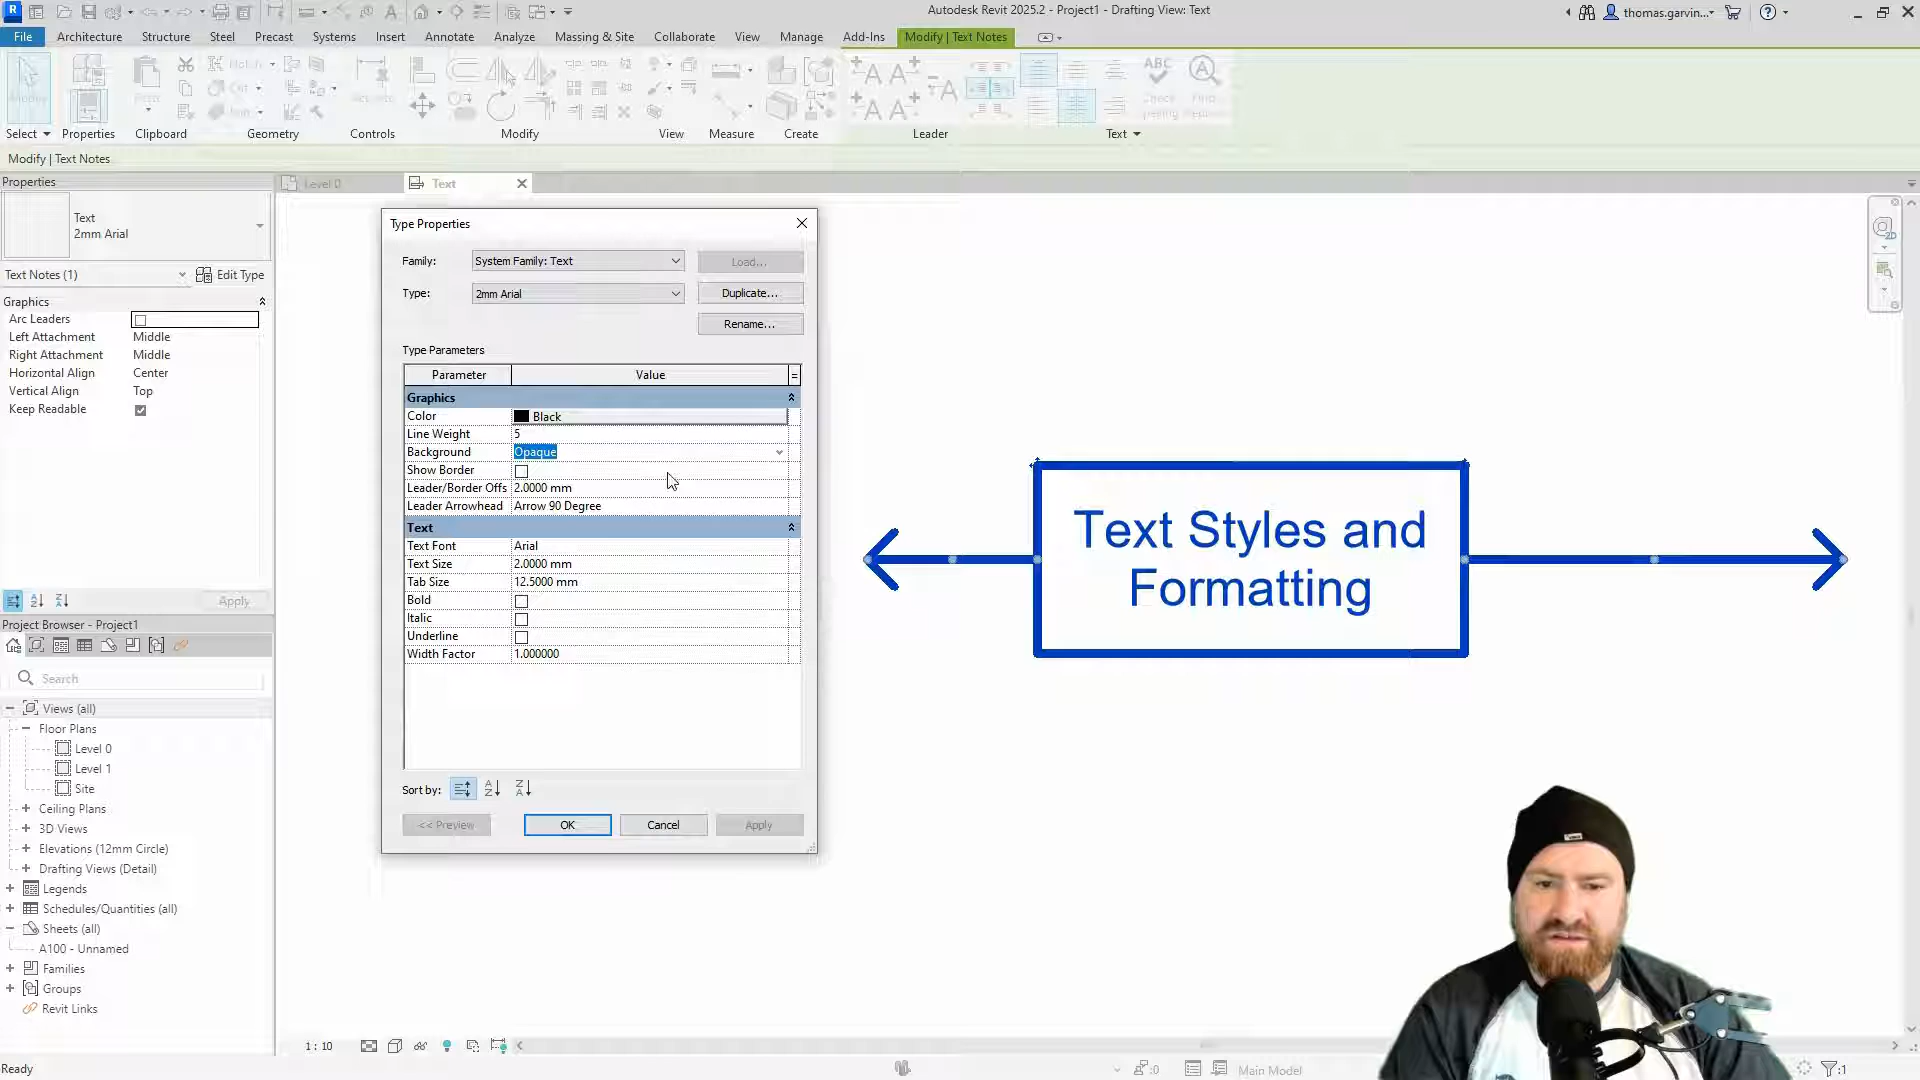 Autodesk Revit 2025.2 - Project1 - Drafting View: Text
thomas.garvin...
File Architecture Structure Steel Precast Systems Insert Annotate Analyze Massing & Site Collaborate View Manage Add-Ins Modify | Text Notes
Modify
Select Properties Clipboard Geometry Controls Modify View Measure Create Leader Text
Modify | Text Notes
Properties
Level 0
Text
Text
2mm Arial
Text Notes (1)
Edit Type
Graphics
Arc Leaders
Left Attachment Middle
Right Attachment Middle
Horizontal Align Center
Vertical Align Top
Keep Readable
Apply
Project Browser - Project1
Search
Views (all)
Floor Plans
Level 0
Level 1
Site
Ceiling Plans
3D Views
Elevations (12mm Circle)
Drafting Views (Detail)
Legends
Schedules/Quantities (all)
Sheets (all)
A100 - Unnamed
Families
Groups
Revit Links
Type Properties
Family: System Family: Text Load...
Type: 2mm Arial Duplicate...
Rename...
Type Parameters
Parameter Value =
Graphics
Color Black
Line Weight 5
Background Opaque
Show Border
Leader/Border Offs 2.0000 mm
Leader Arrowhead Arrow 90 Degree
Text
Text Font Arial
Text Size 2.0000 mm
Tab Size 12.5000 mm
Bold
Italic
Underline
Width Factor 1.000000
Sort by:
<< Preview OK Cancel Apply
Text Styles and
Formatting
1 : 10
Ready
:0
Main Model
:1